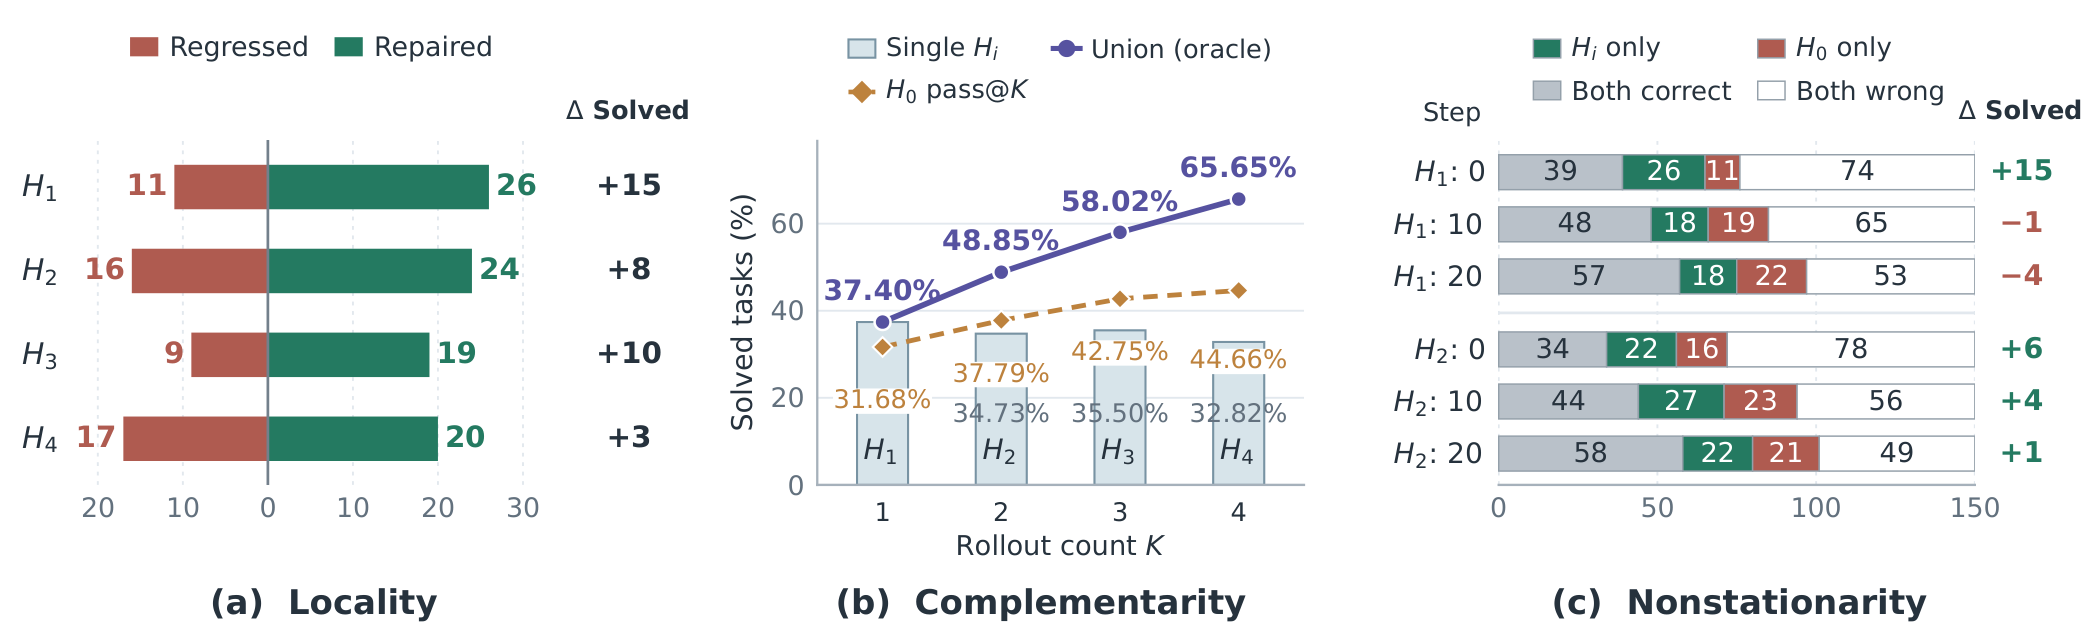 Regressed Repaired
Δ Solved
H1 11 26 +15
H2 16 24 +8
H3 9 19 +10
H4 17 20 +3
20 10 0 10 20 30
(a) Locality
Single Hi Union (oracle)
H0 pass@K
Solved tasks (%)
60
40
20
0
37.40% 48.85% 58.02% 65.65%
31.68% 37.79% 42.75% 44.66%
34.73% 35.50% 32.82%
H1 H2 H3 H4
1 2 3 4
Rollout count K
(b) Complementarity
Hi only H0 only
Both correct Both wrong
Step Δ Solved
H1: 0 39 26 11 74 +15
H1: 10 48 18 19 65 −1
H1: 20 57 18 22 53 −4
H2: 0 34 22 16 78 +6
H2: 10 44 27 23 56 +4
H2: 20 58 22 21 49 +1
0 50 100 150
(c) Nonstationarity